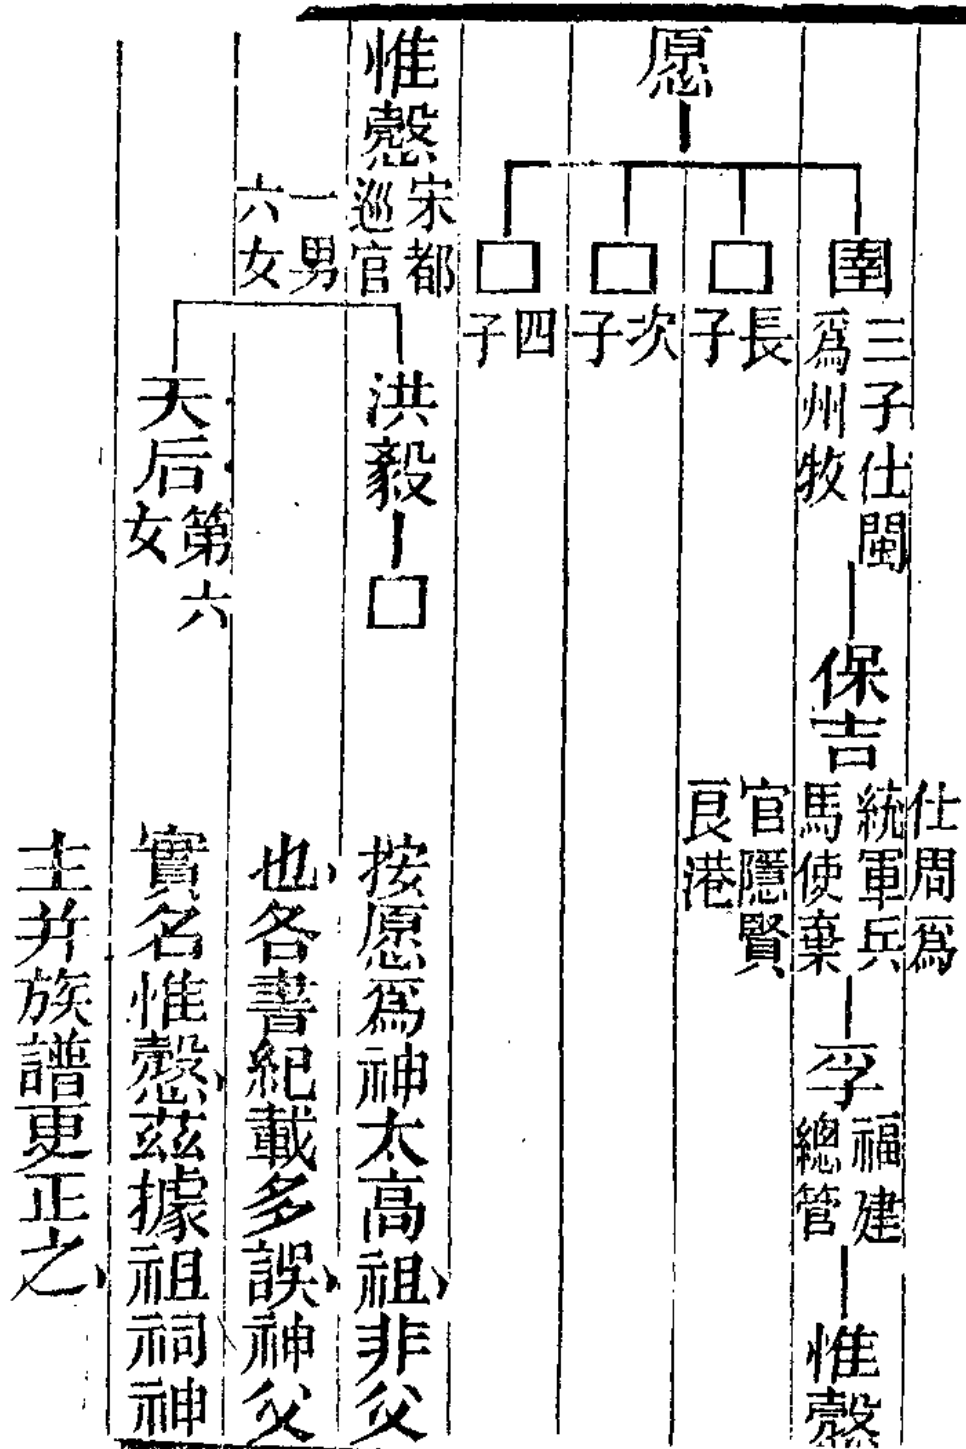 愿
圉
三子仕閩
爲州牧
保吉
仕周爲
統軍兵
馬使棄
官隱賢
良港
孚
福建
總管
惟愨
長
子
次
子
四
子
惟愨
宋都
巡官
一男
六女
洪毅
天后
第六
女
按愿爲神太高祖非父
也各書紀載多誤神父
實名惟愨茲據祖祠神
主并族譜更正之